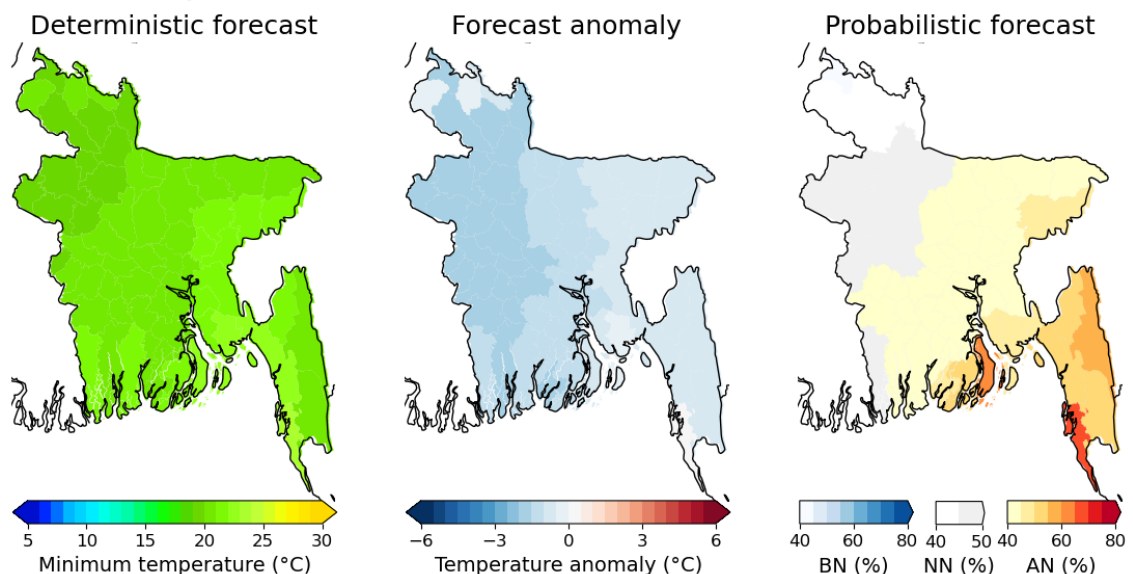 Deterministic forecast
Forecast anomaly
Probabilistic forecast
5 10 15 20 25 30
Minimum temperature (°C)
−6 −3 0 3 6
Temperature anomaly (°C)
40 60 80
BN (%)
40 50
NN (%)
40 60 80
AN (%)